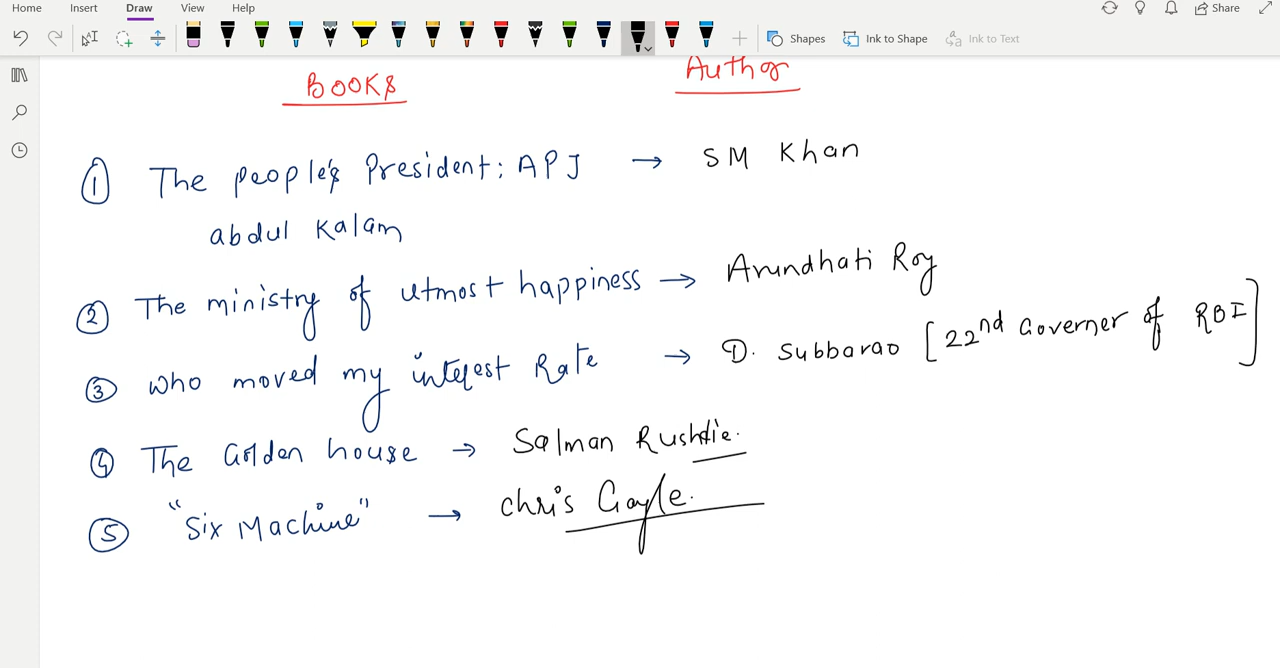 Home Insert Draw View Help
Share
Shapes Ink to Shape Ink to Text
BOOKS Author
① The people's President: APJ → SM Khan
abdul Kalam
② The ministry of utmost happiness → Arundhati Roy
③ Who moved my interest Rate → D. Subbarao [22nd Governer of RBI]
④ The Golden house → Salman Rushdie.
⑤ "Six Machine" → Chris Gayle.